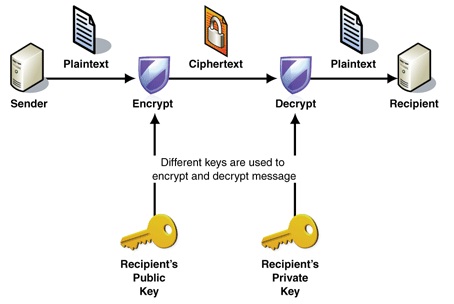 Plaintext
Ciphertext
Plaintext
Sender
Encrypt
Decrypt
Recipient
Different keys are used to
encrypt and decrypt message
Recipient's
Public
Key
Recipient's
Private
Key